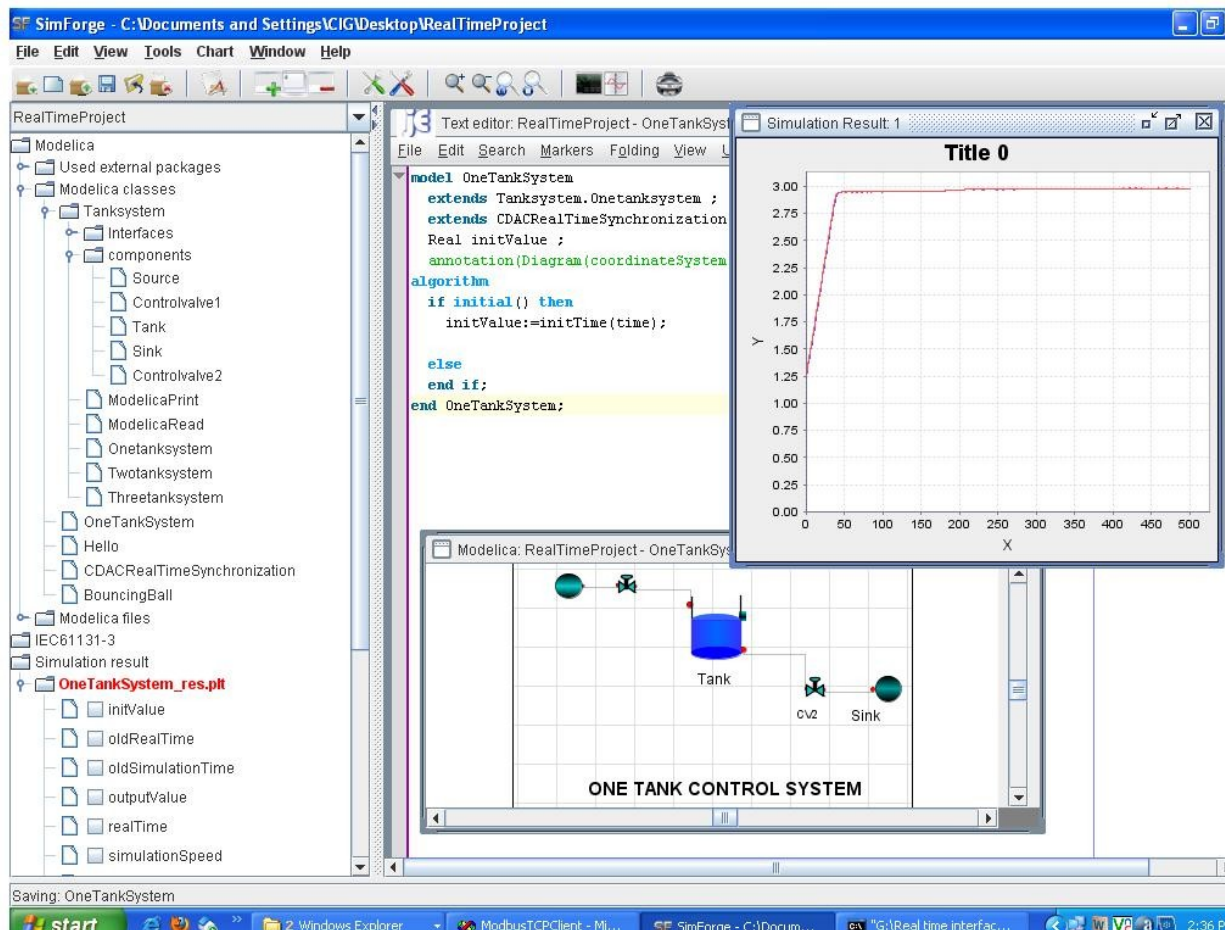 SF SimForge - C:\Documents and Settings\CIG\Desktop\RealTimeProject
File Edit View Tools Chart Window Help
RealTimeProject
Modelica
Used external packages
Modelica classes
Tanksystem
Interfaces
components
Source
Controlvalve1
Tank
Sink
Controlvalve2
ModelicaPrint
ModelicaRead
Onetanksystem
Twotanksystem
Threetanksystem
OneTankSystem
Hello
CDACRealTimeSynchronization
BouncingBall
Modelica files
IEC61131-3
Simulation result
OneTankSystem_res.plt
initValue
oldRealTime
oldSimulationTime
outputValue
realTime
simulationSpeed
Text editor: RealTimeProject - OneTankSyst
File Edit Search Markers Folding View
model OneTankSystem
extends Tanksystem.Onetanksystem ;
extends CDACRealTimeSynchronization
Real initValue ;
annotation(Diagram(coordinateSystem
algorithm
if initial() then
initValue:=initTime(time);
else
end if;
end OneTankSystem;
Simulation Result: 1
Title 0
3.00
2.75
2.50
2.25
2.00
1.75
1.50
1.25
1.00
0.75
0.50
0.25
0.00
Y
0 50 100 150 200 250 300 350 400 450 500
X
Modelica: RealTimeProject - OneTankSys
Tank
CV2 Sink
ONE TANK CONTROL SYSTEM
Saving: OneTankSystem
start 2 Windows Explorer ModbusTCPClient - Mi... SF SimForge - C:\Docum... "G:\Real time interfac... 2:36 P